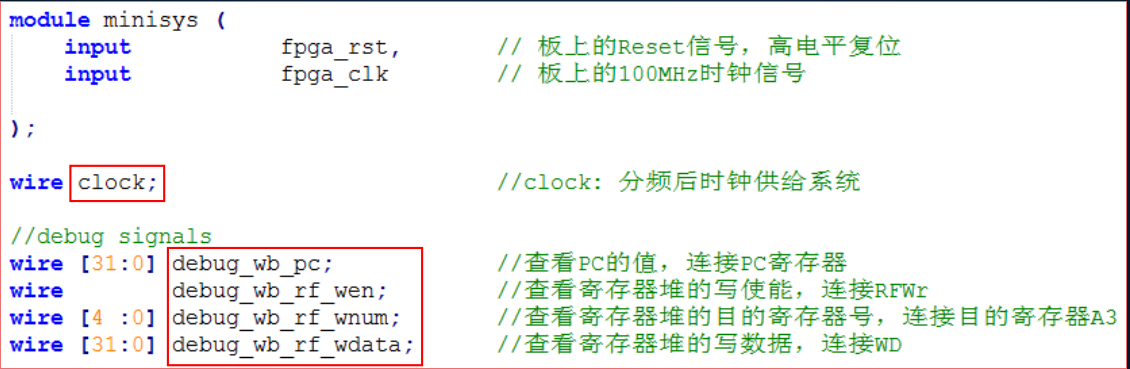 module minisys (
input fpga_rst, // 板上的Reset信号，高电平复位
input fpga_clk // 板上的100MHz时钟信号
);
wire clock; //clock: 分频后时钟供给系统
//debug signals
wire [31:0] debug_wb_pc; //查看PC的值，连接PC寄存器
wire debug_wb_rf_wen; //查看寄存器堆的写使能，连接RFWr
wire [4 :0] debug_wb_rf_wnum; //查看寄存器堆的目的寄存器号，连接目的寄存器A3
wire [31:0] debug_wb_rf_wdata; //查看寄存器堆的写数据，连接WD